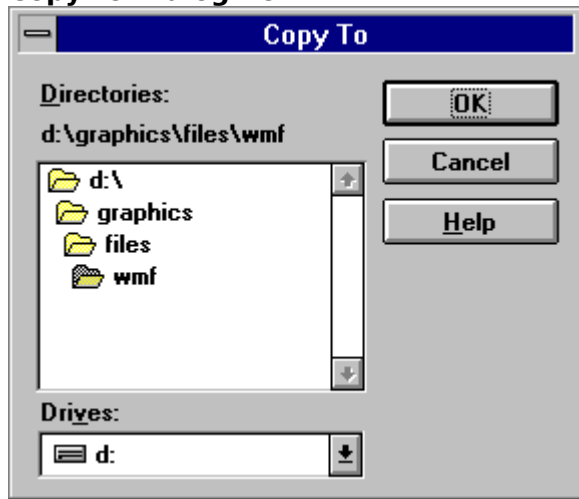 Copy To
Directories:
d:\graphics\files\wmf
d:\
graphics
files
wmf
Drives:
d:
OK
Cancel
Help